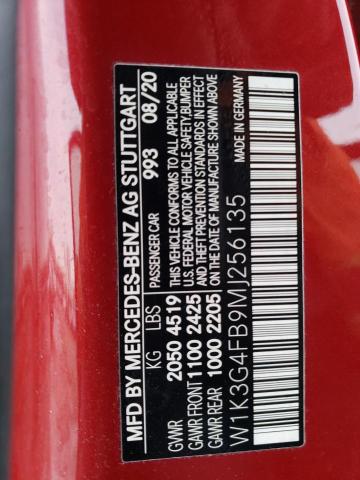 MFD BY MERCEDES-BENZ AG STUTTGART
KG LBS PASSENGER CAR 993 08/20
GVWR 2050 4519 THIS VEHICLE CONFORMS TO ALL APPLICABLE
GAWR FRONT 1100 2425 U.S. FEDERAL MOTOR VEHICLE SAFETY, BUMPER AND THEFT PREVENTION STANDARDS IN EFFECT
GAWR REAR 1000 2205 ON THE DATE OF MANUFACTURE SHOWN ABOVE
W1K3G4FB9MJ256135 MADE IN GERMANY